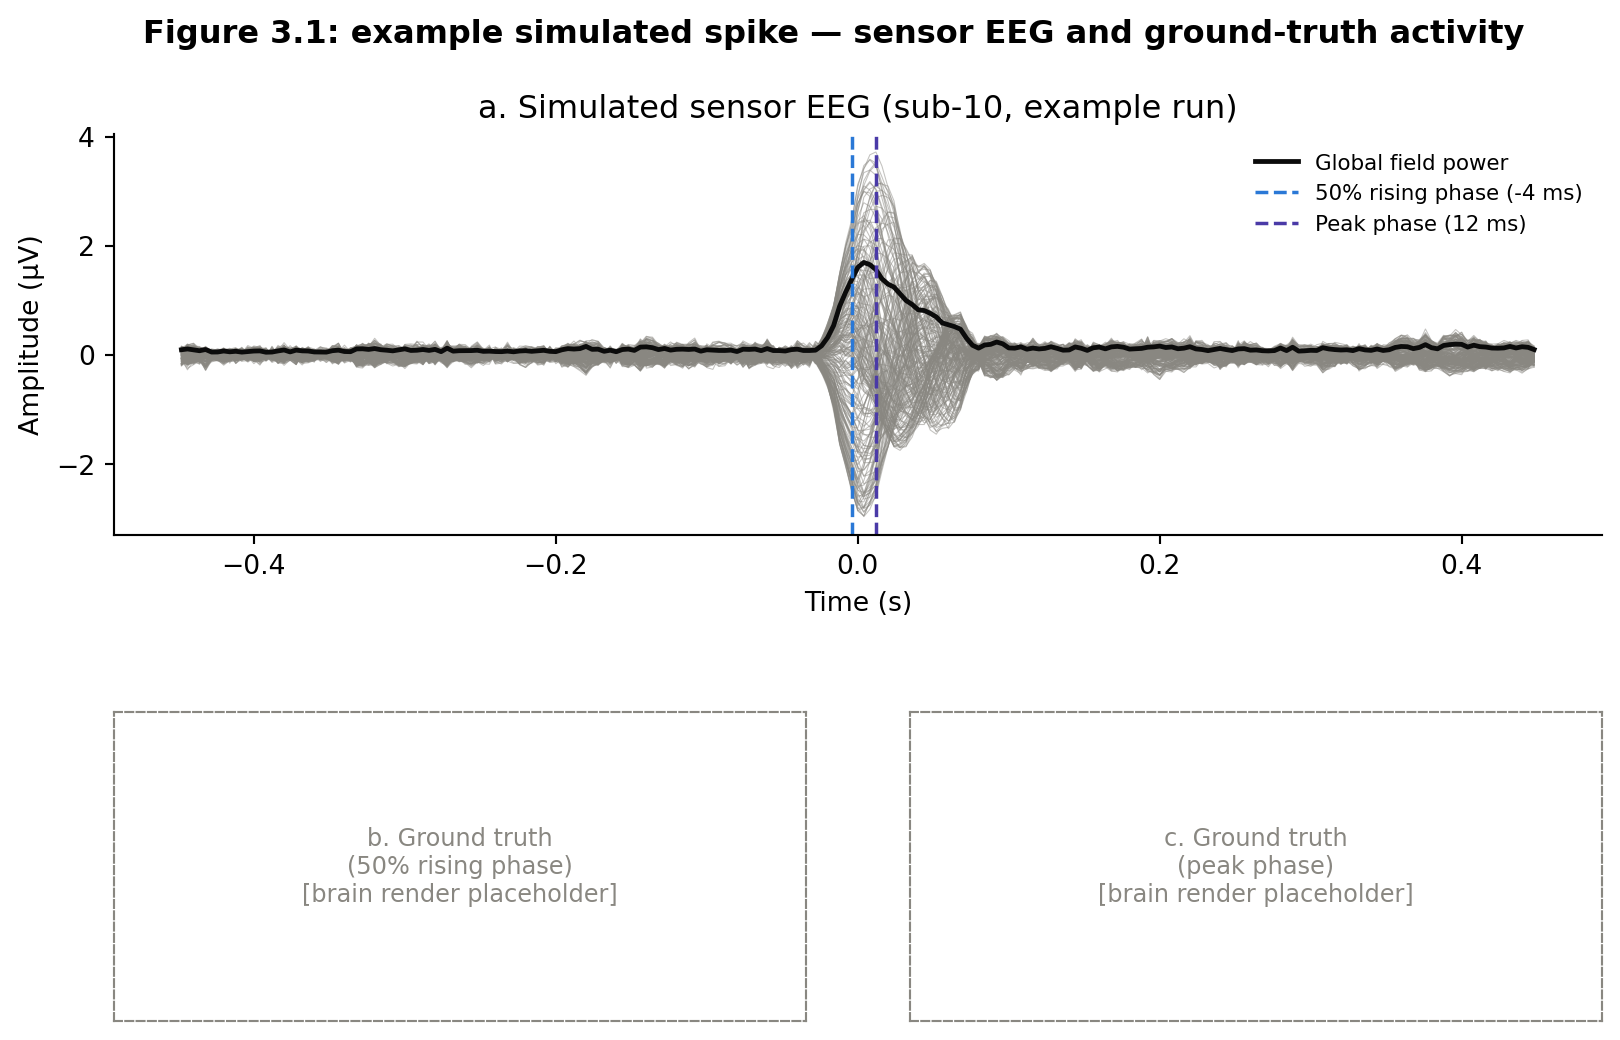 Figure 3.1: example simulated spike — sensor EEG and ground-truth activity
a. Simulated sensor EEG (sub-10, example run)
4
2
0
−2
Amplitude (µV)
Global field power
50% rising phase (-4 ms)
Peak phase (12 ms)
−0.4
−0.2
0.0
0.2
0.4
Time (s)
b. Ground truth
(50% rising phase)
[brain render placeholder]
c. Ground truth
(peak phase)
[brain render placeholder]